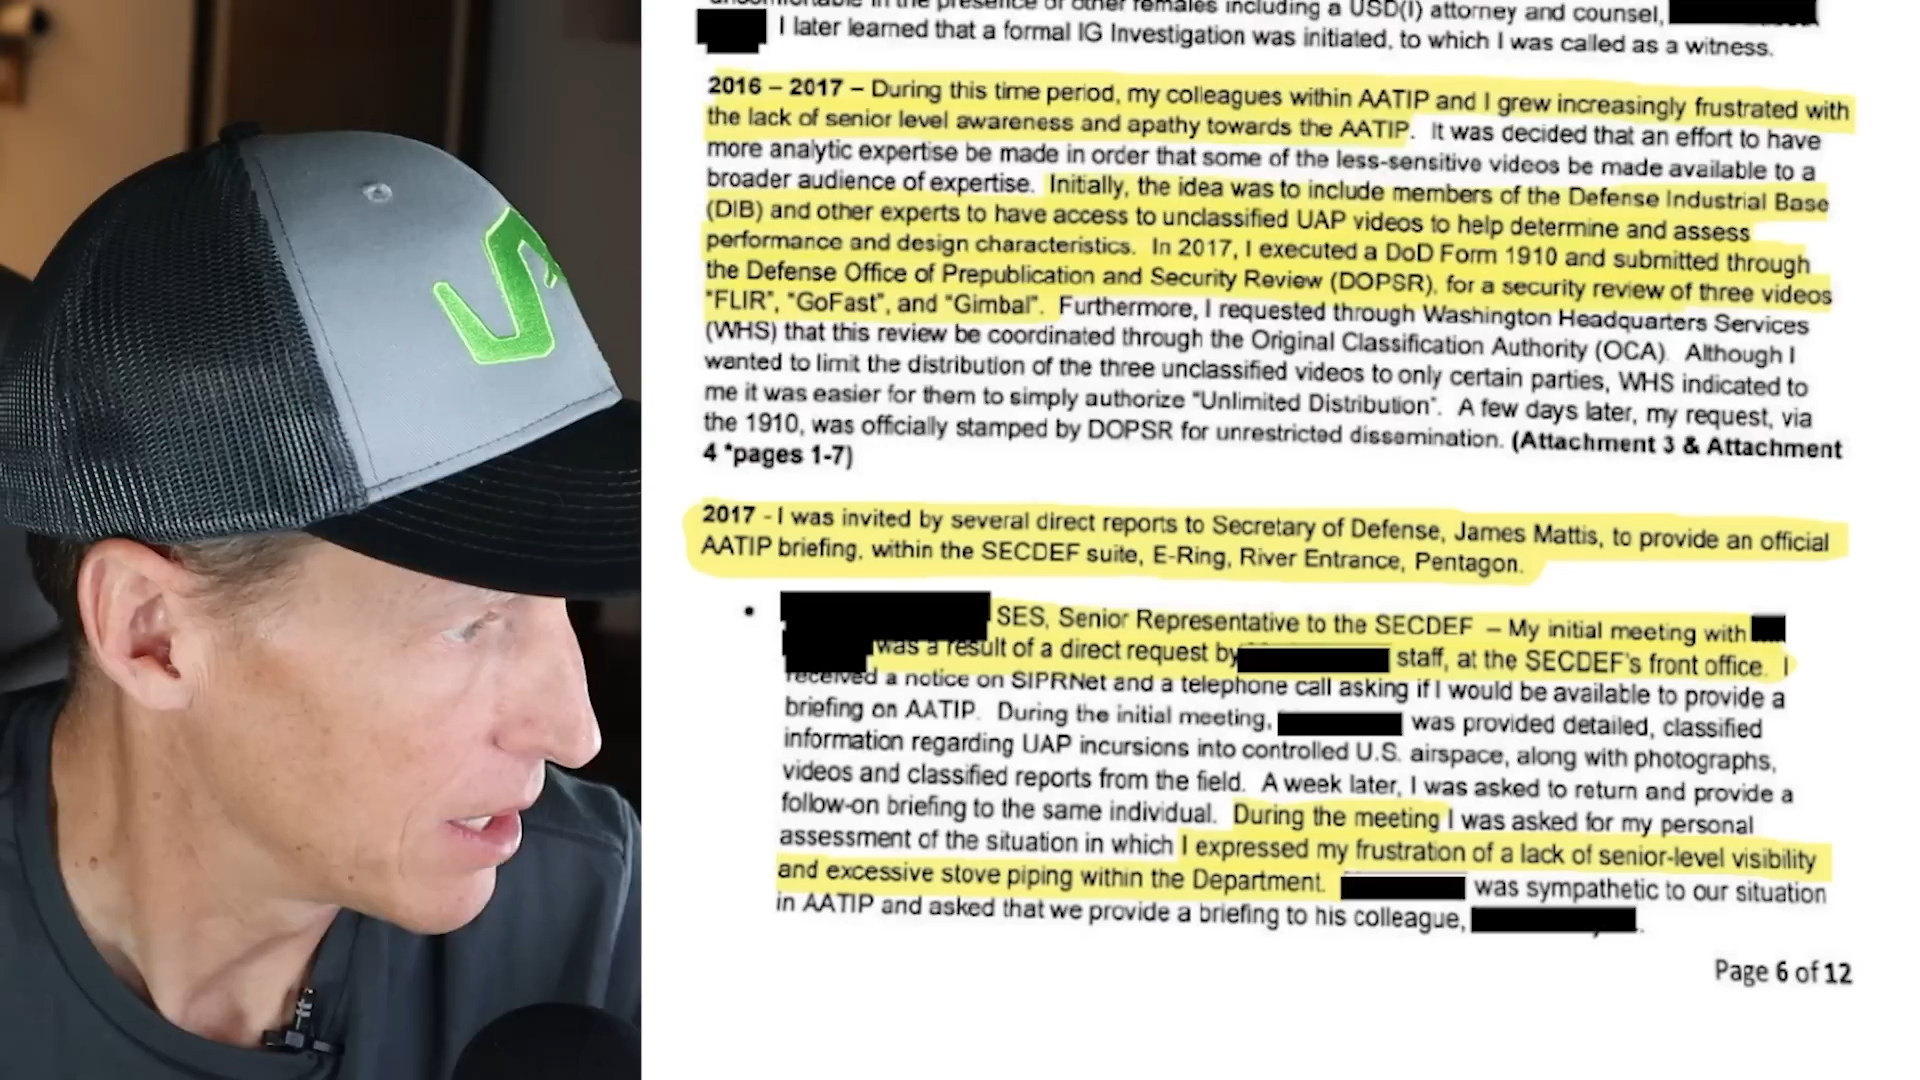 uncomfortable in the presence of other females including a USD(I) attorney and counsel,
I later learned that a formal IG Investigation was initiated, to which I was called as a witness.
2016 – 2017 – During this time period, my colleagues within AATIP and I grew increasingly frustrated with
the lack of senior level awareness and apathy towards the AATIP. It was decided that an effort to have
more analytic expertise be made in order that some of the less-sensitive videos be made available to a
broader audience of expertise. Initially, the idea was to include members of the Defense Industrial Base
(DIB) and other experts to have access to unclassified UAP videos to help determine and assess
performance and design characteristics. In 2017, I executed a DoD Form 1910 and submitted through
the Defense Office of Prepublication and Security Review (DOPSR), for a security review of three videos
"FLIR", "GoFast", and "Gimbal". Furthermore, I requested through Washington Headquarters Services
(WHS) that this review be coordinated through the Original Classification Authority (OCA). Although I
wanted to limit the distribution of the three unclassified videos to only certain parties, WHS indicated to
me it was easier for them to simply authorize "Unlimited Distribution". A few days later, my request, via
the 1910, was officially stamped by DOPSR for unrestricted dissemination. (Attachment 3 & Attachment
4 *pages 1-7)
2017 - I was invited by several direct reports to Secretary of Defense, James Mattis, to provide an official
AATIP briefing, within the SECDEF suite, E-Ring, River Entrance, Pentagon.
• SES, Senior Representative to the SECDEF – My initial meeting with
was a result of a direct request by staff, at the SECDEF's front office. I
received a notice on SIPRNet and a telephone call asking if I would be available to provide a
briefing on AATIP. During the initial meeting, was provided detailed, classified
information regarding UAP incursions into controlled U.S. airspace, along with photographs,
videos and classified reports from the field. A week later, I was asked to return and provide a
follow-on briefing to the same individual. During the meeting I was asked for my personal
assessment of the situation in which I expressed my frustration of a lack of senior-level visibility
and excessive stove piping within the Department. was sympathetic to our situation
in AATIP and asked that we provide a briefing to his colleague, .
Page 6 of 12